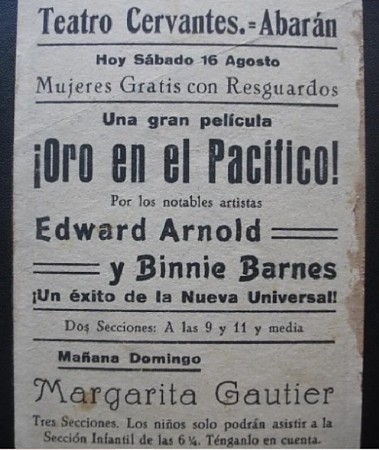 Teatro Cervantes.=Abarán
Hoy Sábado 16 Agosto
Mujeres Gratis con Resguardos
Una gran película
¡Oro en el Pacífico!
Por los notables artistas
Edward Arnold
y Binnie Barnes
¡Un éxito de la Nueva Universal!
Dos Secciones: A las 9 y 11 y media
Mañana Domingo
Margarita Gautier
Tres Secciones. Los niños solo podrán asistir a la
Sección Infantil de las 6 ¼. Ténganlo en cuenta.